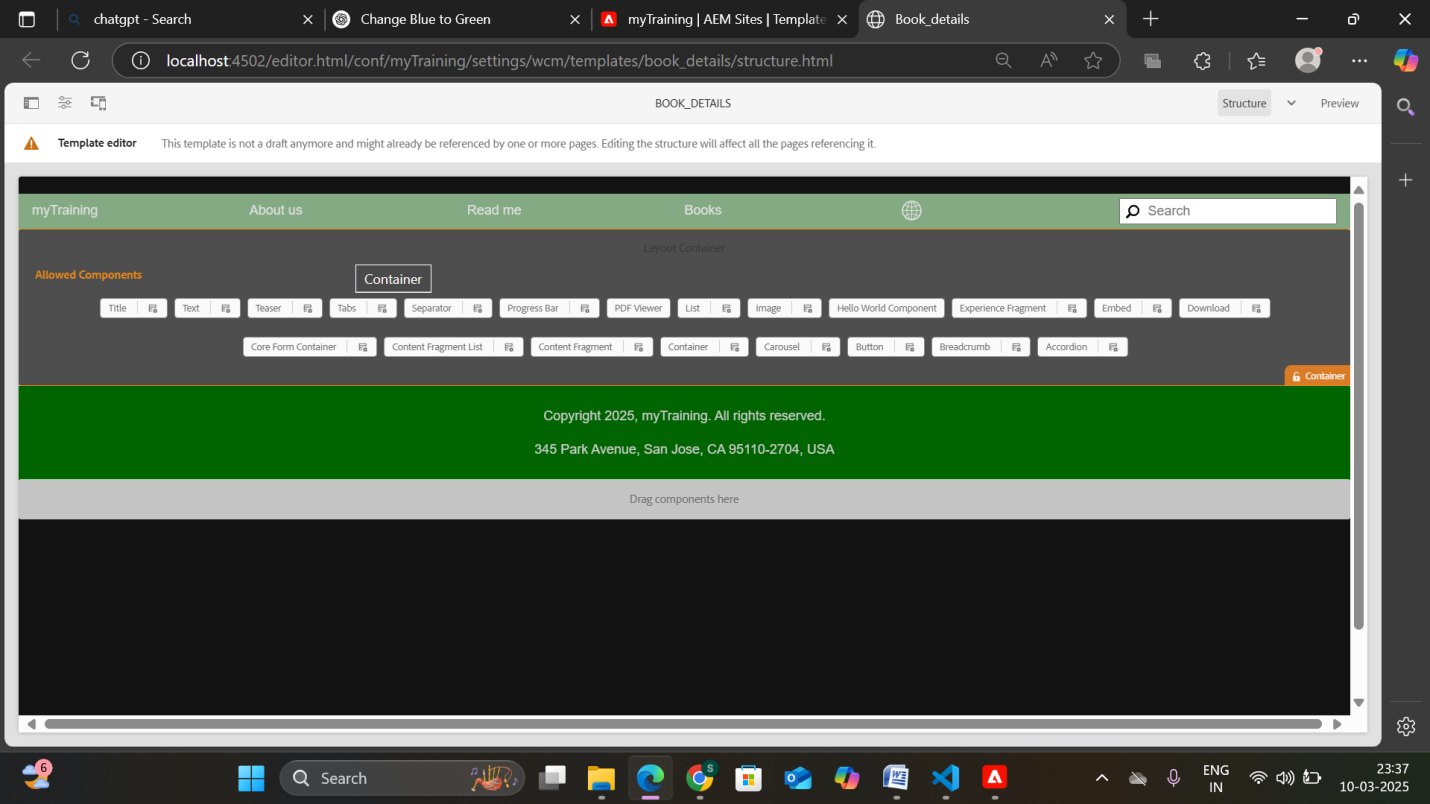 chatgpt - Search
Change Blue to Green
myTraining | AEM Sites | Template
Book_details
localhost:4502/editor.html/conf/myTraining/settings/wcm/templates/book_details/structure.html
BOOK_DETAILS
Structure
Preview
Template editor
This template is not a draft anymore and might already be referenced by one or more pages. Editing the structure will affect all the pages referencing it.
myTraining
About us
Read me
Books
Search
Layout Container
Allowed Components
Container
Title Text Teaser Tabs Separator Progress Bar PDF Viewer List Image Hello World Component Experience Fragment Embed Download
Core Form Container Content Fragment List Content Fragment Container Carousel Button Breadcrumb Accordion
Container
Copyright 2025, myTraining. All rights reserved.
345 Park Avenue, San Jose, CA 95110-2704, USA
Drag components here
6
Search
S
ENG
IN
23:37
10-03-2025